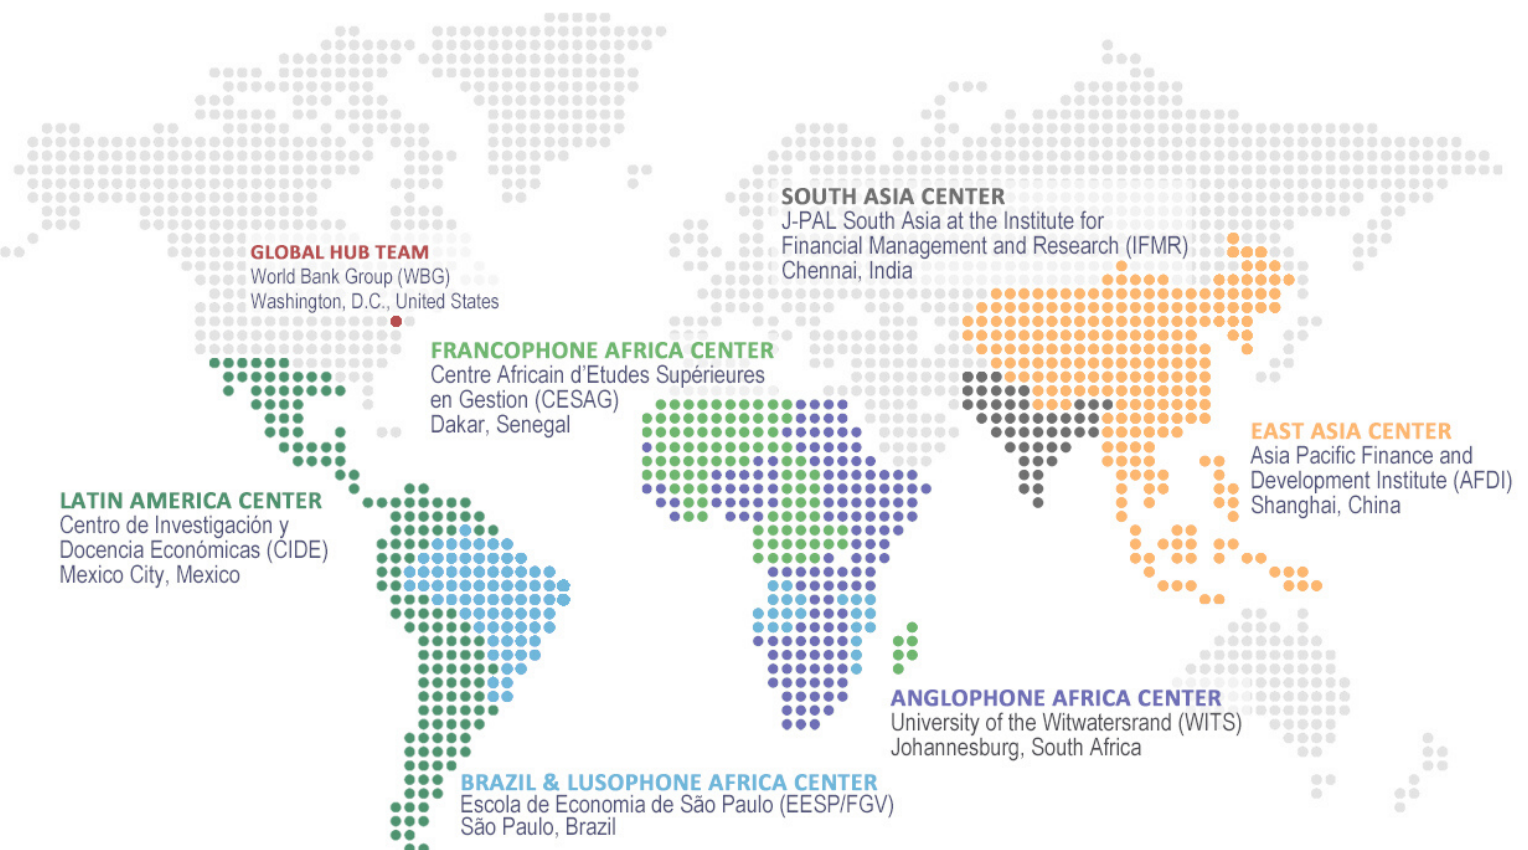 SOUTH ASIA CENTER
J-PAL South Asia at the Institute for
Financial Management and Research (IFMR)
Chennai, India
GLOBAL HUB TEAM
World Bank Group (WBG)
Washington, D.C., United States
FRANCOPHONE AFRICA CENTER
Centre Africain d'Etudes Supérieures
en Gestion (CESAG)
Dakar, Senegal
EAST ASIA CENTER
Asia Pacific Finance and
Development Institute (AFDI)
Shanghai, China
LATIN AMERICA CENTER
Centro de Investigación y
Docencia Económicas (CIDE)
Mexico City, Mexico
ANGLOPHONE AFRICA CENTER
University of the Witwatersrand (WITS)
Johannesburg, South Africa
BRAZIL & LUSOPHONE AFRICA CENTER
Escola de Economia de São Paulo (EESP/FGV)
São Paulo, Brazil